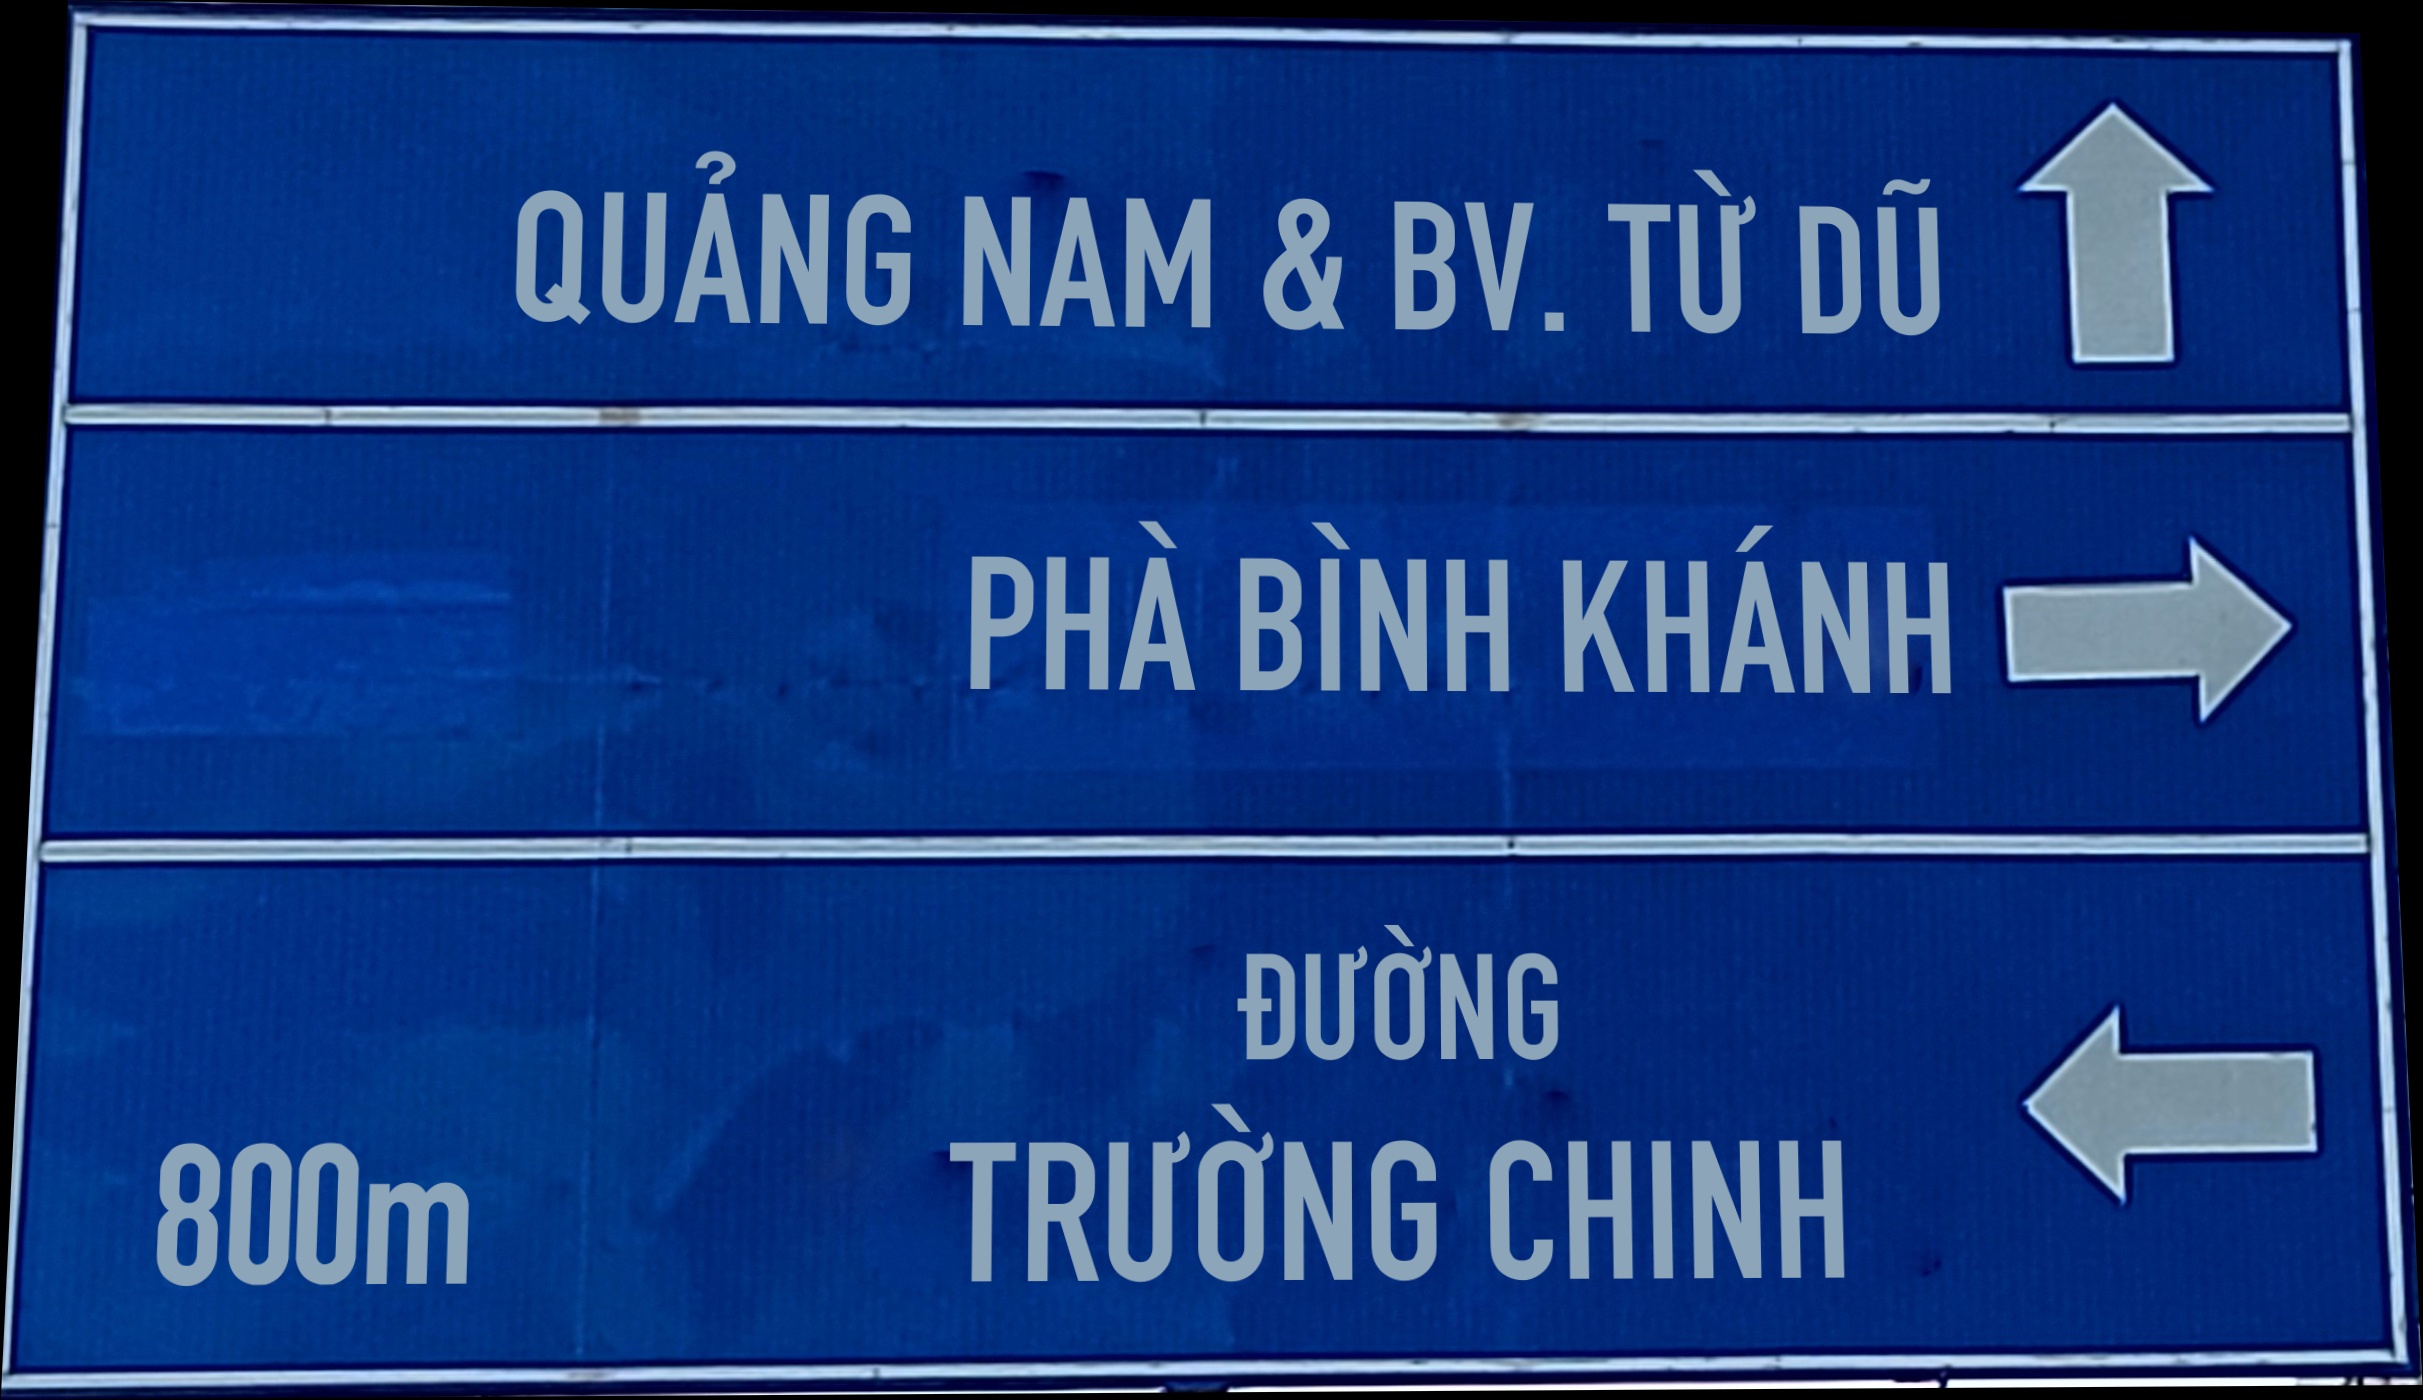 QUẢNG NAM & BV. TỪ DŨ
PHÀ BÌNH KHÁNH
ĐƯỜNG
TRƯỜNG CHINH
800m